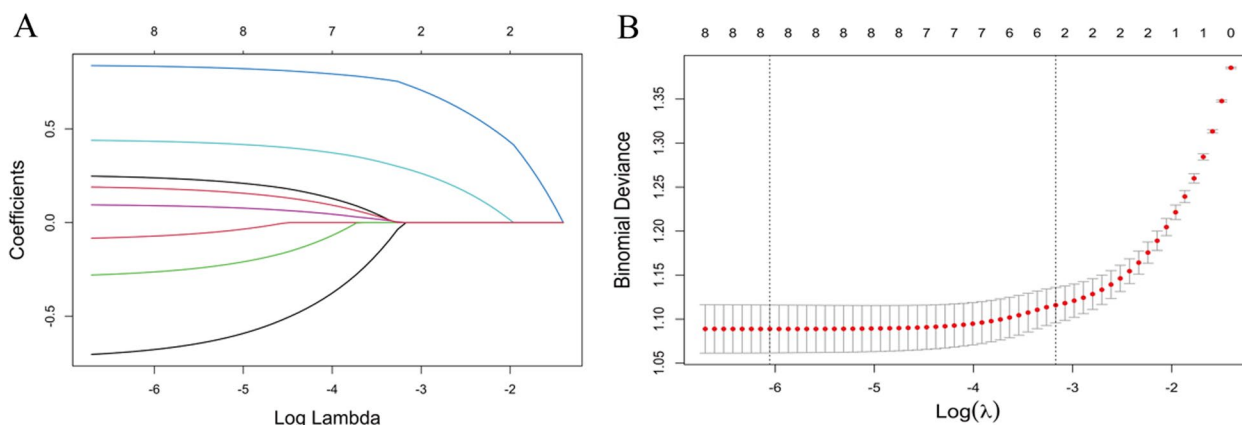 A
8 8 7 2 2
Coefficients
0.5
0.0
-0.5
-6 -5 -4 -3 -2
Log Lambda
B
8 8 8 8 8 8 8 8 8 7 7 7 6 6 2 2 2 2 1 1 0
Binomial Deviance
1.35
1.30
1.25
1.20
1.15
1.10
1.05
-6 -5 -4 -3 -2
Log(λ)